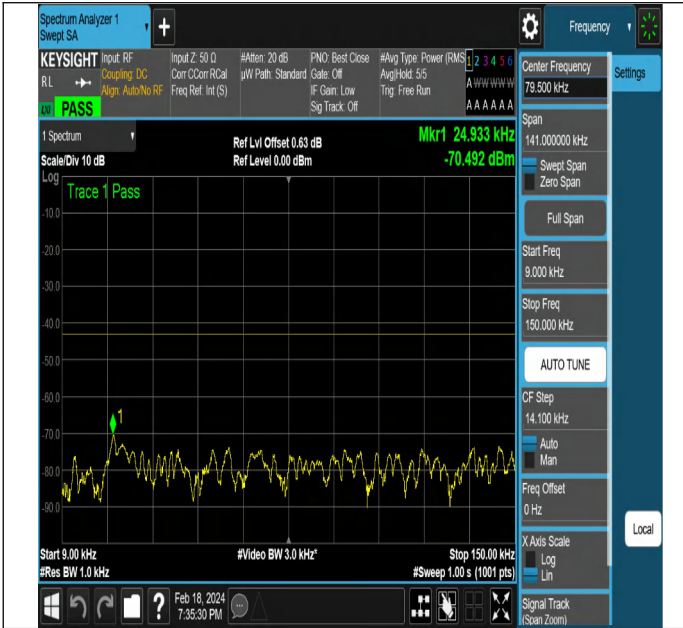 Spectrum Analyzer 1
Swept SA
+
Frequency
KEYSIGHT Input: RF
RL
Coupling: DC
Align: Auto/No RF
LXI PASS
Input Z: 50 Ω
Corr CCorr RCal
Freq Ref: Int (S)
#Atten: 20 dB
µW Path: Standard
PNO: Best Close
Gate: Off
IF Gain: Low
Sig Track: Off
#Avg Type: Power (RMS
Avg|Hold: 5/5
Trig: Free Run
1 2 3 4 5 6
A W W W W W
A A A A A A
1 Spectrum
Scale/Div 10 dB
Ref Lvl Offset 0.63 dB
Ref Level 0.00 dBm
Mkr1 24.933 kHz
-70.492 dBm
Log
Trace 1 Pass
-10.0
-20.0
-30.0
-40.0
-50.0
-60.0
-70.0
-80.0
-90.0
1
Start 9.00 kHz
#Res BW 1.0 kHz
#Video BW 3.0 kHz*
Stop 150.00 kHz
#Sweep 1.00 s (1001 pts)
?
Feb 18, 2024
7:35:30 PM
Center Frequency
79.500 kHz
Settings
Span
141.000000 kHz
Swept Span
Zero Span
Full Span
Start Freq
9.000 kHz
Stop Freq
150.000 kHz
AUTO TUNE
CF Step
14.100 kHz
Auto
Man
Freq Offset
0 Hz
X Axis Scale
Log
Lin
Local
Signal Track
(Span Zoom)